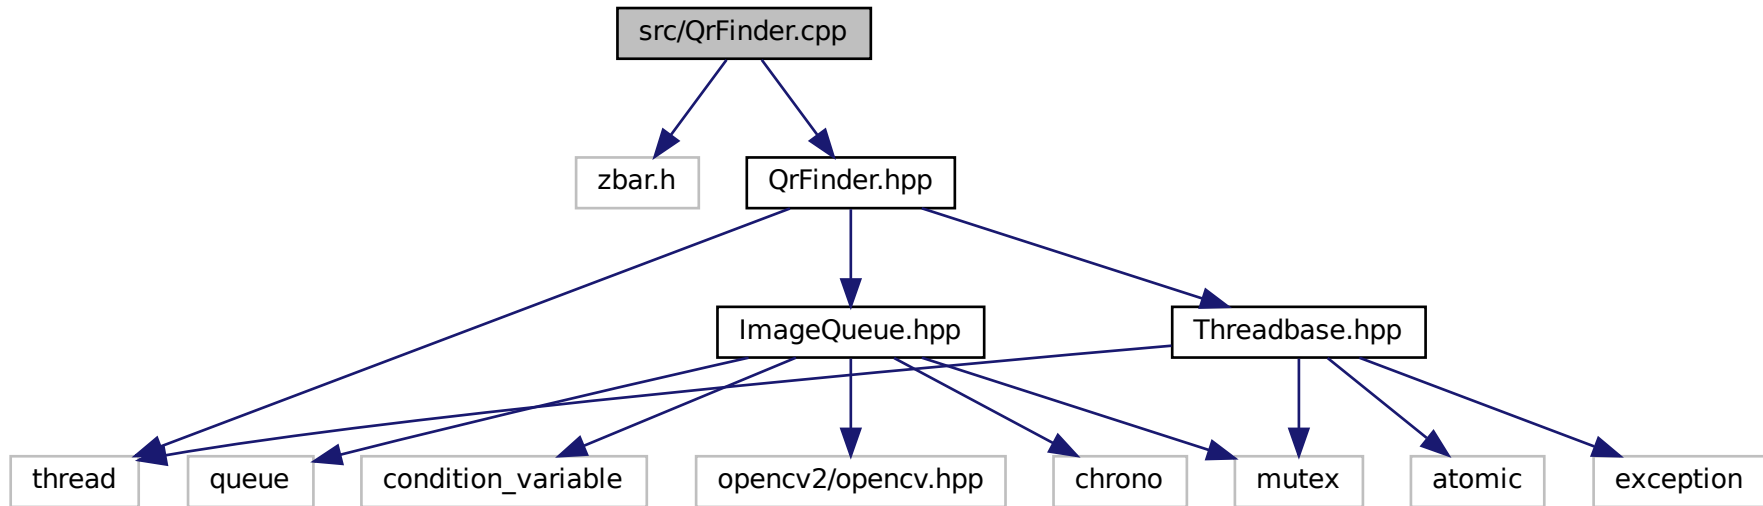 src/QrFinder.cpp
zbar.h
QrFinder.hpp
ImageQueue.hpp
Threadbase.hpp
thread
queue
condition_variable
opencv2/opencv.hpp
chrono
mutex
atomic
exception